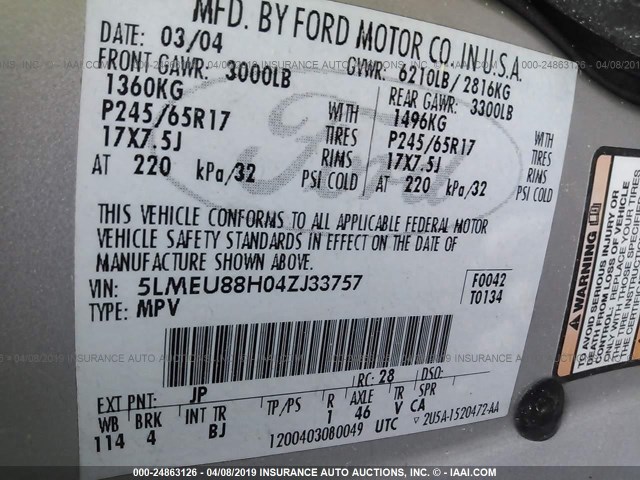 MFD. BY FORD MOTOR CO. IN U.S.A.
DATE: 03/04 GVWR: 6210LB/2816KG
FRONT GAWR: 3000LB REAR GAWR: 3300LB
1360KG WITH 1496KG WITH
P245/65R17 TIRES P245/65R17 TIRES
17X7.5J RIMS 17X7.5J RIMS
AT 220 kPa/32 PSI COLD AT 220 kPa/32 PSI COLD
Ford
THIS VEHICLE CONFORMS TO ALL APPLICABLE FEDERAL MOTOR
VEHICLE SAFETY STANDARDS IN EFFECT ON THE DATE OF
MANUFACTURE SHOWN ABOVE.
VIN: 5LMEU88H04ZJ33757 F0042
TYPE: MPV T0134
EXT PNT: JP RC: 28 DSO:
WB BRK INT TR TP/PS R AXLE TR SPR
114 4 BJ 1 46 V CA
1200403080049 UTC ▽2U5A-1520472-AA
WARNING
000-24863126 - 04/08/2019 INSURANCE AUTO AUCTIONS © - IAAI.COM